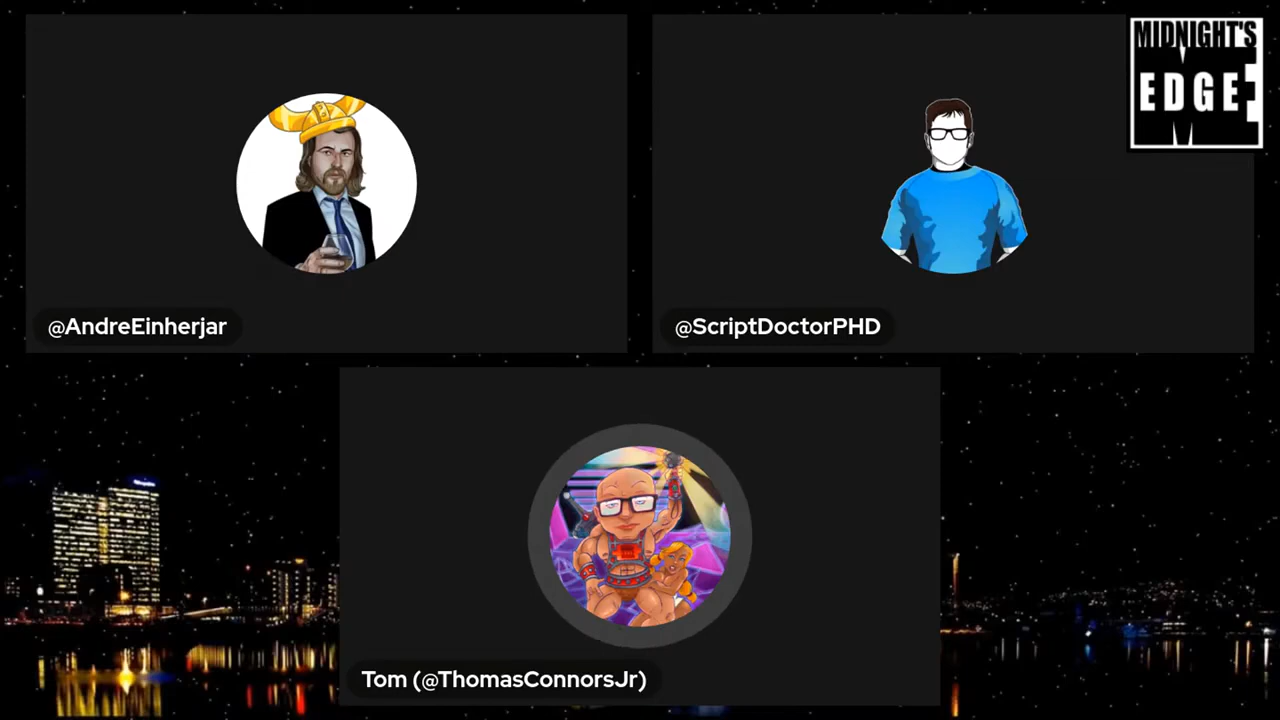 MIDNIGHT'S
EDGE
@AndreEinherjar
@ScriptDoctorPHD
Tom (@ThomasConnorsJr)